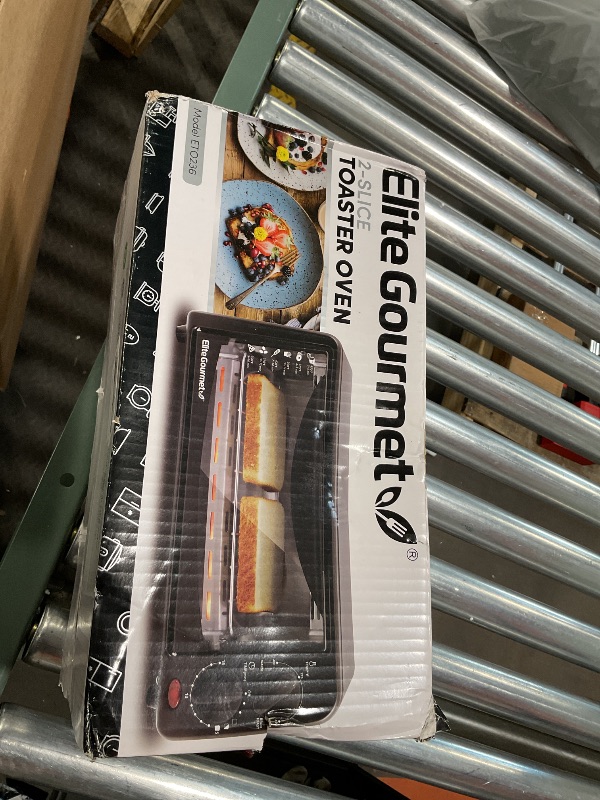 Elite Gourmet®
2-SLICE
TOASTER OVEN
Model ETO236
Elite Gourmet